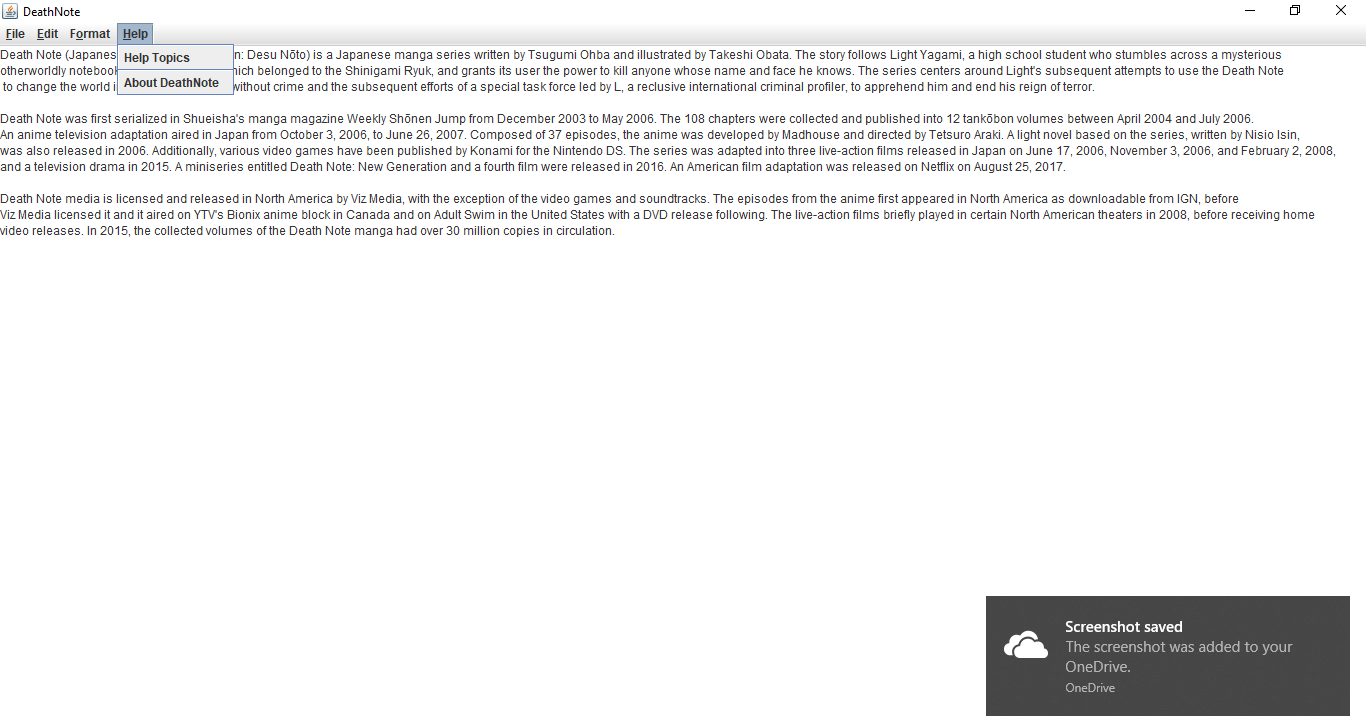 DeathNote
File Edit Format Help
Help Topics
About DeathNote
Death Note (Japanes n: Desu Nōto) is a Japanese manga series written by Tsugumi Ohba and illustrated by Takeshi Obata. The story follows Light Yagami, a high school student who stumbles across a mysterious
otherworldly notebook hich belonged to the Shinigami Ryuk, and grants its user the power to kill anyone whose name and face he knows. The series centers around Light's subsequent attempts to use the Death Note
to change the world i without crime and the subsequent efforts of a special task force led by L, a reclusive international criminal profiler, to apprehend him and end his reign of terror.
Death Note was first serialized in Shueisha's manga magazine Weekly Shōnen Jump from December 2003 to May 2006. The 108 chapters were collected and published into 12 tankōbon volumes between April 2004 and July 2006.
An anime television adaptation aired in Japan from October 3, 2006, to June 26, 2007. Composed of 37 episodes, the anime was developed by Madhouse and directed by Tetsuro Araki. A light novel based on the series, written by Nisio Isin,
was also released in 2006. Additionally, various video games have been published by Konami for the Nintendo DS. The series was adapted into three live-action films released in Japan on June 17, 2006, November 3, 2006, and February 2, 2008,
and a television drama in 2015. A miniseries entitled Death Note: New Generation and a fourth film were released in 2016. An American film adaptation was released on Netflix on August 25, 2017.
Death Note media is licensed and released in North America by Viz Media, with the exception of the video games and soundtracks. The episodes from the anime first appeared in North America as downloadable from IGN, before
Viz Media licensed it and it aired on YTV's Bionix anime block in Canada and on Adult Swim in the United States with a DVD release following. The live-action films briefly played in certain North American theaters in 2008, before receiving home
video releases. In 2015, the collected volumes of the Death Note manga had over 30 million copies in circulation.
Screenshot saved
The screenshot was added to your
OneDrive.
OneDrive